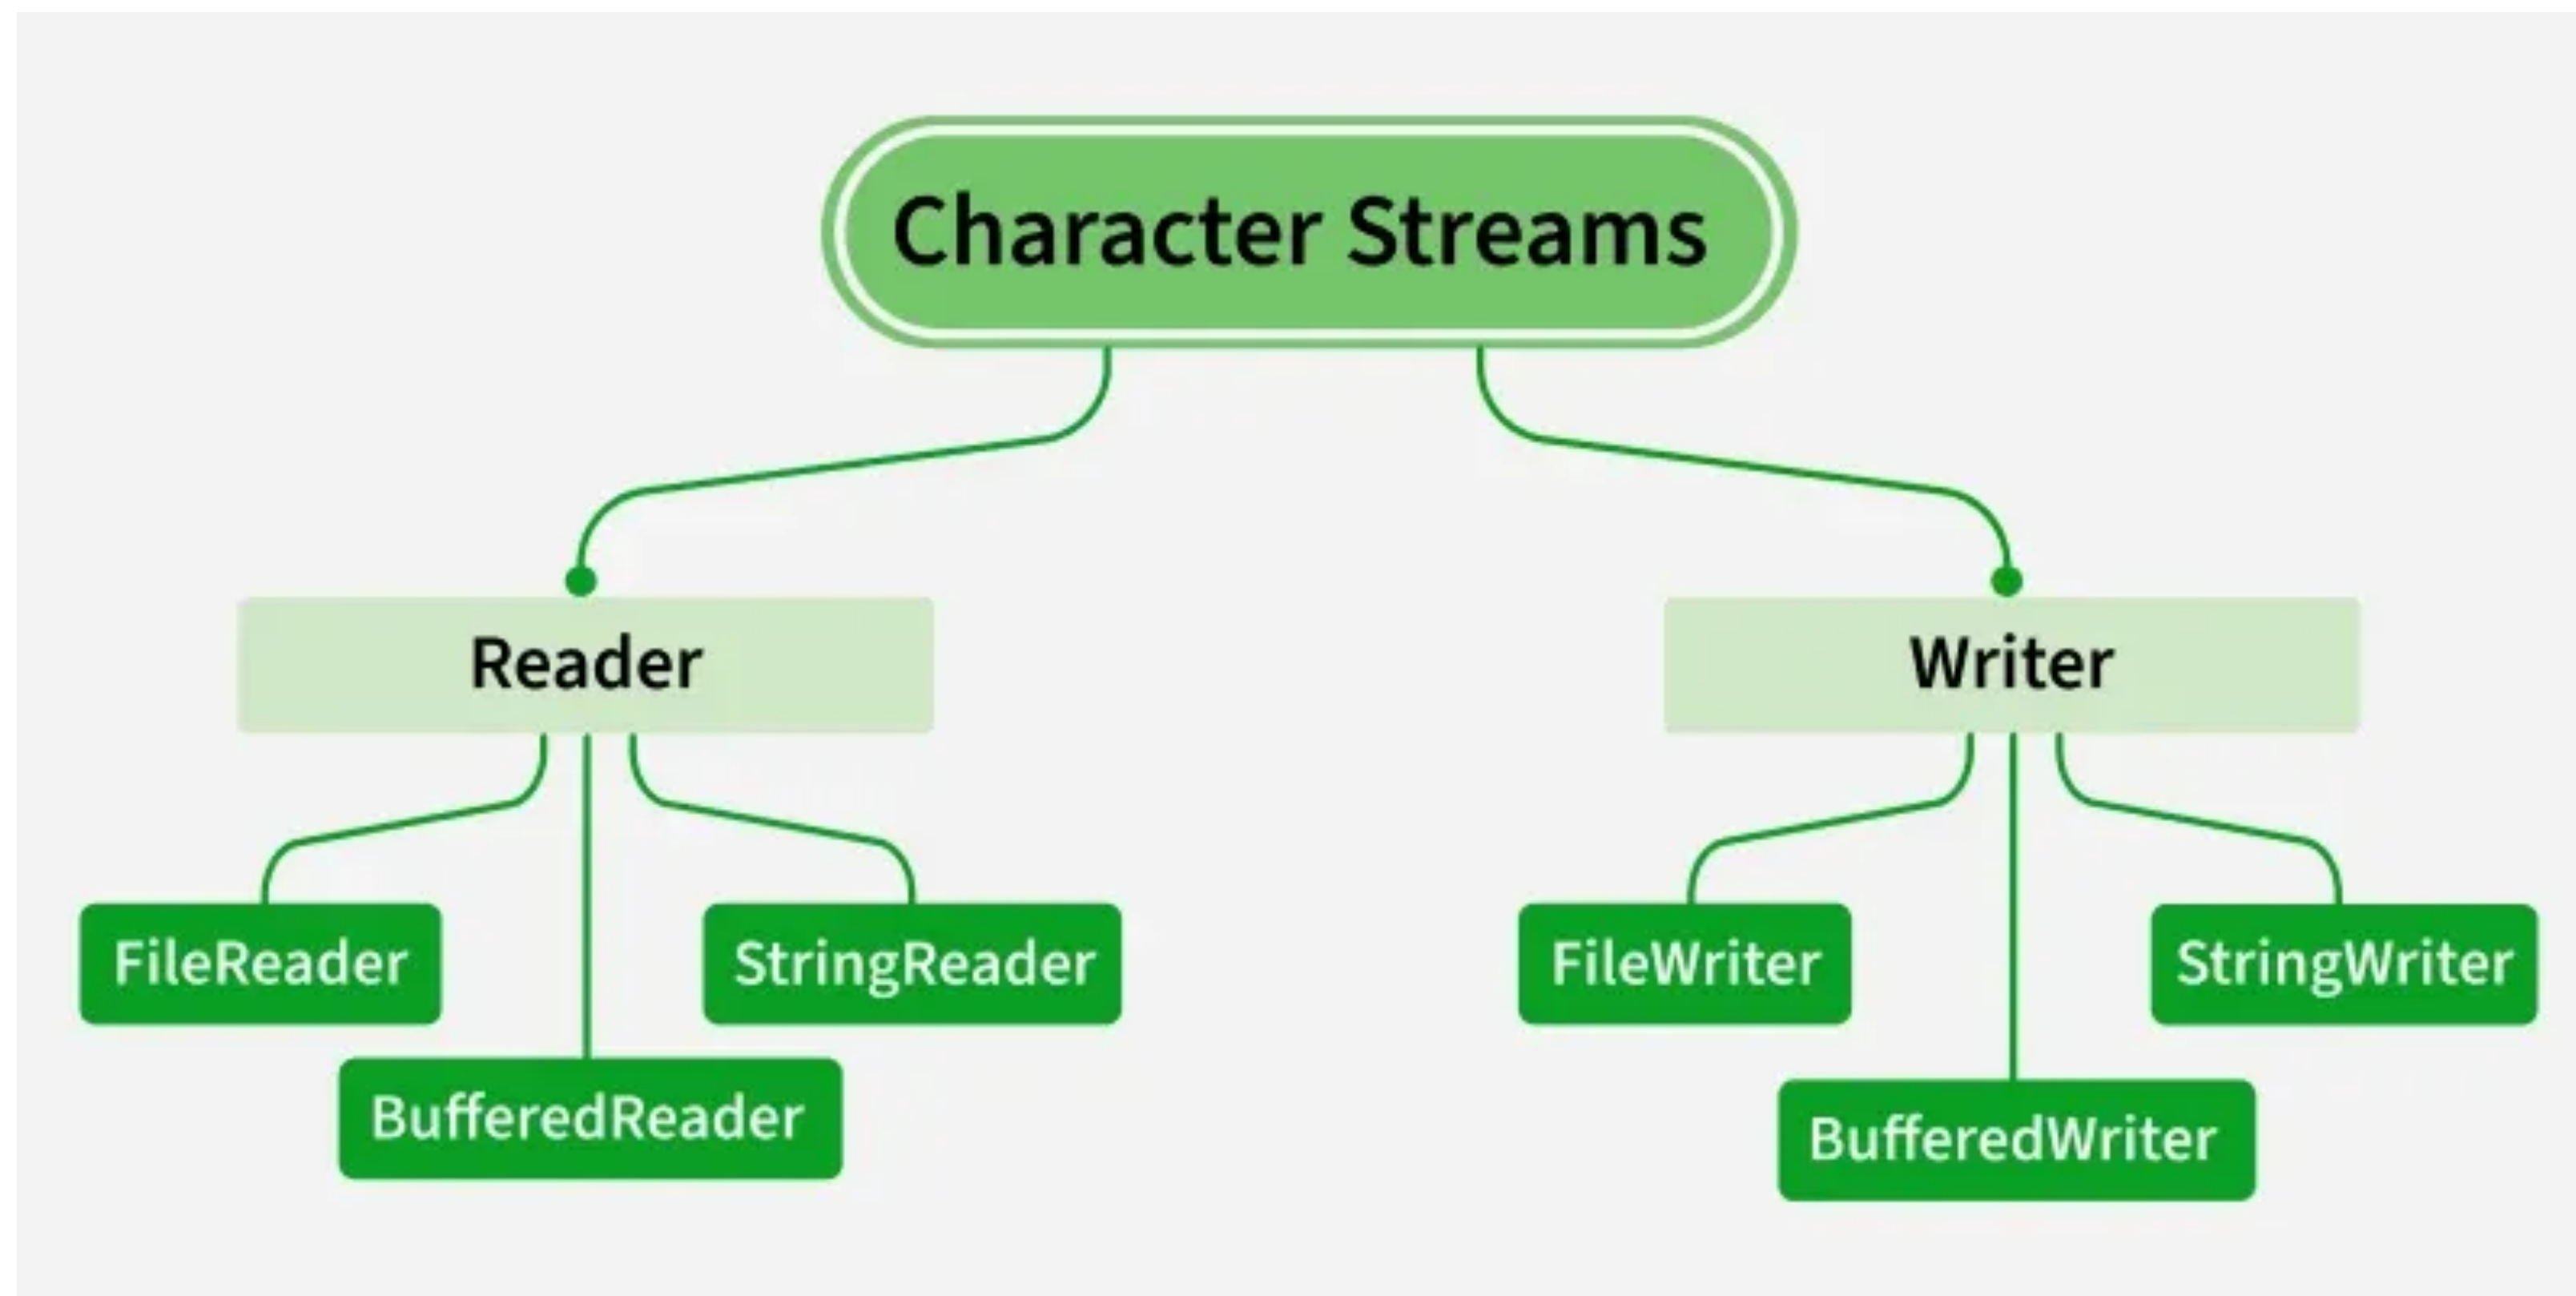 Character Streams
Reader
Writer
FileReader
StringReader
FileWriter
StringWriter
BufferedReader
BufferedWriter